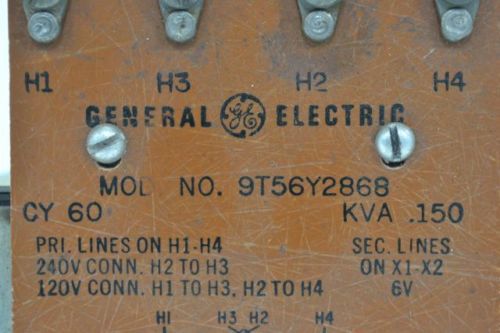 H1 H3 H2 H4
GENERAL GE ELECTRIC
MOD NO. 9T56Y2868
CY 60 KVA .150
PRI. LINES ON H1-H4 SEC. LINES
240V CONN. H2 TO H3 ON X1-X2
120V CONN. H1 TO H3, H2 TO H4 6V
H1 H3 H2 H4